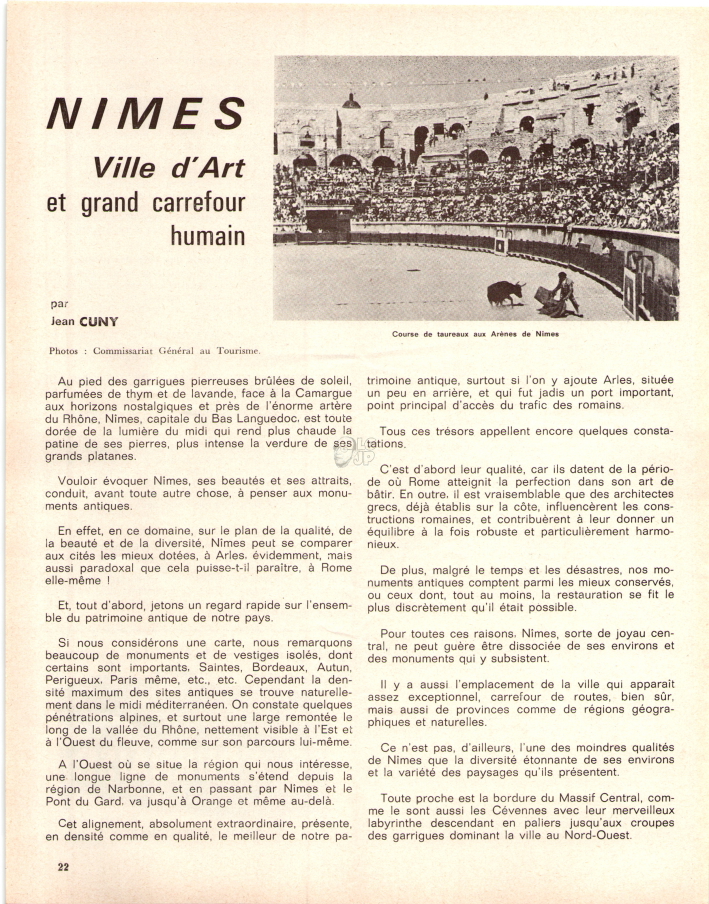 NIMES
Ville d'Art
et grand carrefour
humain
par
Jean CUNY
Photos : Commissariat Général au Tourisme.
Course de taureaux aux Arènes de Nîmes
Au pied des garrigues pierreuses brûlées de soleil,
parfumées de thym et de lavande, face à la Camargue
aux horizons nostalgiques et près de l'énorme artère
du Rhône, Nîmes, capitale du Bas Languedoc, est toute
dorée de la lumière du midi qui rend plus chaude la
patine de ses pierres, plus intense la verdure de ses
grands platanes.
Vouloir évoquer Nîmes, ses beautés et ses attraits,
conduit, avant toute autre chose, à penser aux monu-
ments antiques.
En effet, en ce domaine, sur le plan de la qualité, de
la beauté et de la diversité, Nîmes peut se comparer
aux cités les mieux dotées, à Arles, évidemment, mais
aussi paradoxal que cela puisse-t-il paraître, à Rome
elle-même !
Et, tout d'abord, jetons un regard rapide sur l'ensem-
ble du patrimoine antique de notre pays.
Si nous considérons une carte, nous remarquons
beaucoup de monuments et de vestiges isolés, dont
certains sont importants, Saintes, Bordeaux, Autun,
Perigueux, Paris même, etc., etc. Cependant la den-
sité maximum des sites antiques se trouve naturelle-
ment dans le midi méditerranéen. On constate quelques
pénétrations alpines, et surtout une large remontée le
long de la vallée du Rhône, nettement visible à l'Est et
à l'Ouest du fleuve, comme sur son parcours lui-même.
A l'Ouest où se situe la région qui nous intéresse,
une longue ligne de monuments s'étend depuis la
région de Narbonne, et en passant par Nîmes et le
Pont du Gard, va jusqu'à Orange et même au-delà.
Cet alignement, absolument extraordinaire, présente,
en densité comme en qualité, le meilleur de notre pa-
trimoine antique, surtout si l'on y ajoute Arles, située
un peu en arrière, et qui fut jadis un port important,
point principal d'accès du trafic des romains.
Tous ces trésors appellent encore quelques consta-
tations.
C'est d'abord leur qualité, car ils datent de la pério-
de où Rome atteignit la perfection dans son art de
bâtir. En outre, il est vraisemblable que des architectes
grecs, déjà établis sur la côte, influencèrent les cons-
tructions romaines, et contribuèrent à leur donner un
équilibre à la fois robuste et particulièrement harmo-
nieux.
De plus, malgré le temps et les désastres, nos mo-
numents antiques comptent parmi les mieux conservés,
ou ceux dont, tout au moins, la restauration se fit le
plus discrètement qu'il était possible.
Pour toutes ces raisons, Nîmes, sorte de joyau cen-
tral, ne peut guère être dissociée de ses environs et
des monuments qui y subsistent.
Il y a aussi l'emplacement de la ville qui apparaît
assez exceptionnel, carrefour de routes, bien sûr,
mais aussi de provinces comme de régions géogra-
phiques et naturelles.
Ce n'est pas, d'ailleurs, l'une des moindres qualités
de Nîmes que la diversité étonnante de ses environs
et la variété des paysages qu'ils présentent.
Toute proche est la bordure du Massif Central, com-
me le sont aussi les Cévennes avec leur merveilleux
labyrinthe descendant en paliers jusqu'aux croupes
des garrigues dominant la ville au Nord-Ouest.
22